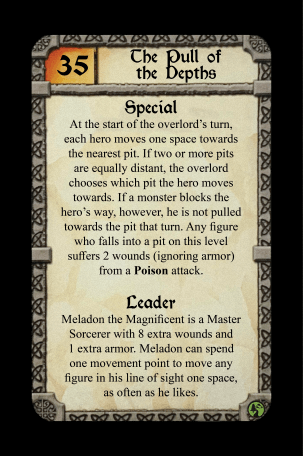 35
The Pull of
the Depths
Special
At the start of the overlord's turn,
each hero moves one space towards
the nearest pit. If two or more pits
are equally distant, the overlord
chooses which pit the hero moves
towards. If a monster blocks the
hero's way, however, he is not pulled
towards the pit that turn. Any figure
who falls into a pit on this level
suffers 2 wounds (ignoring armor)
from a Poison attack.
Leader
Meladon the Magnificent is a Master
Sorcerer with 8 extra wounds and
1 extra armor. Meladon can spend
one movement point to move any
figure in his line of sight one space,
as often as he likes.